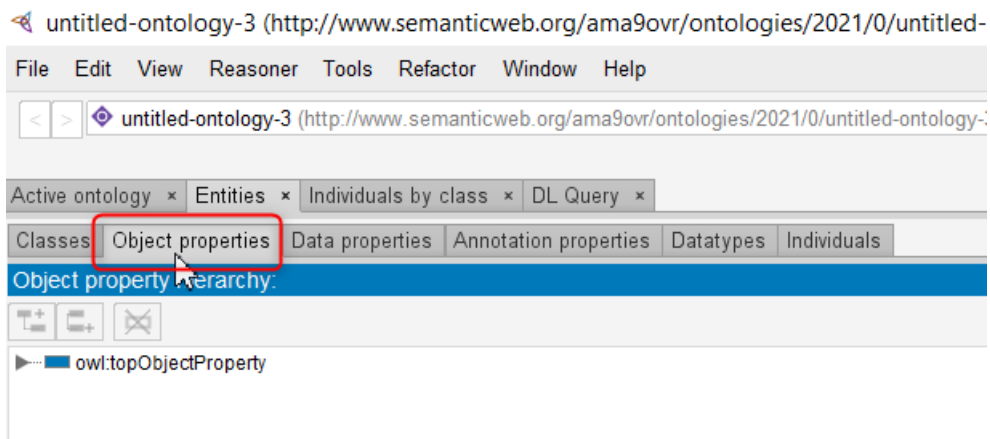 untitled-ontology-3 (http://www.semanticweb.org/ama9ovr/ontologies/2021/0/untitled-
File Edit View Reasoner Tools Refactor Window Help
< > untitled-ontology-3 (http://www.semanticweb.org/ama9ovr/ontologies/2021/0/untitled-ontology-3
Active ontology × Entities × Individuals by class × DL Query ×
Classes Object properties Data properties Annotation properties Datatypes Individuals
Object property hierarchy:
owl:topObjectProperty